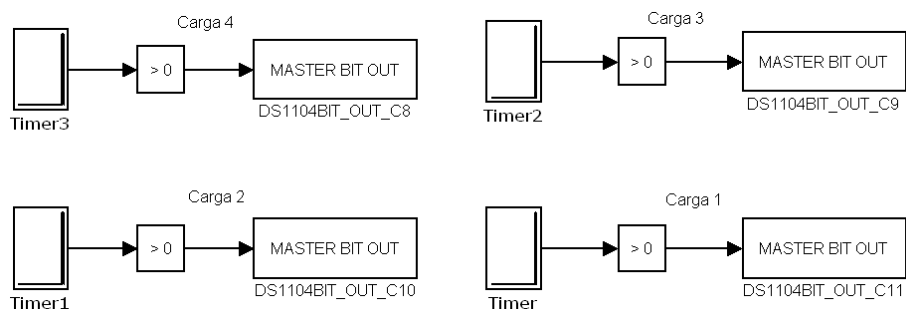 Carga 4
> 0
MASTER BIT OUT
DS1104BIT_OUT_C8
Timer3
Carga 3
> 0
MASTER BIT OUT
DS1104BIT_OUT_C9
Timer2
Carga 2
> 0
MASTER BIT OUT
DS1104BIT_OUT_C10
Timer1
Carga 1
> 0
MASTER BIT OUT
DS1104BIT_OUT_C11
Timer